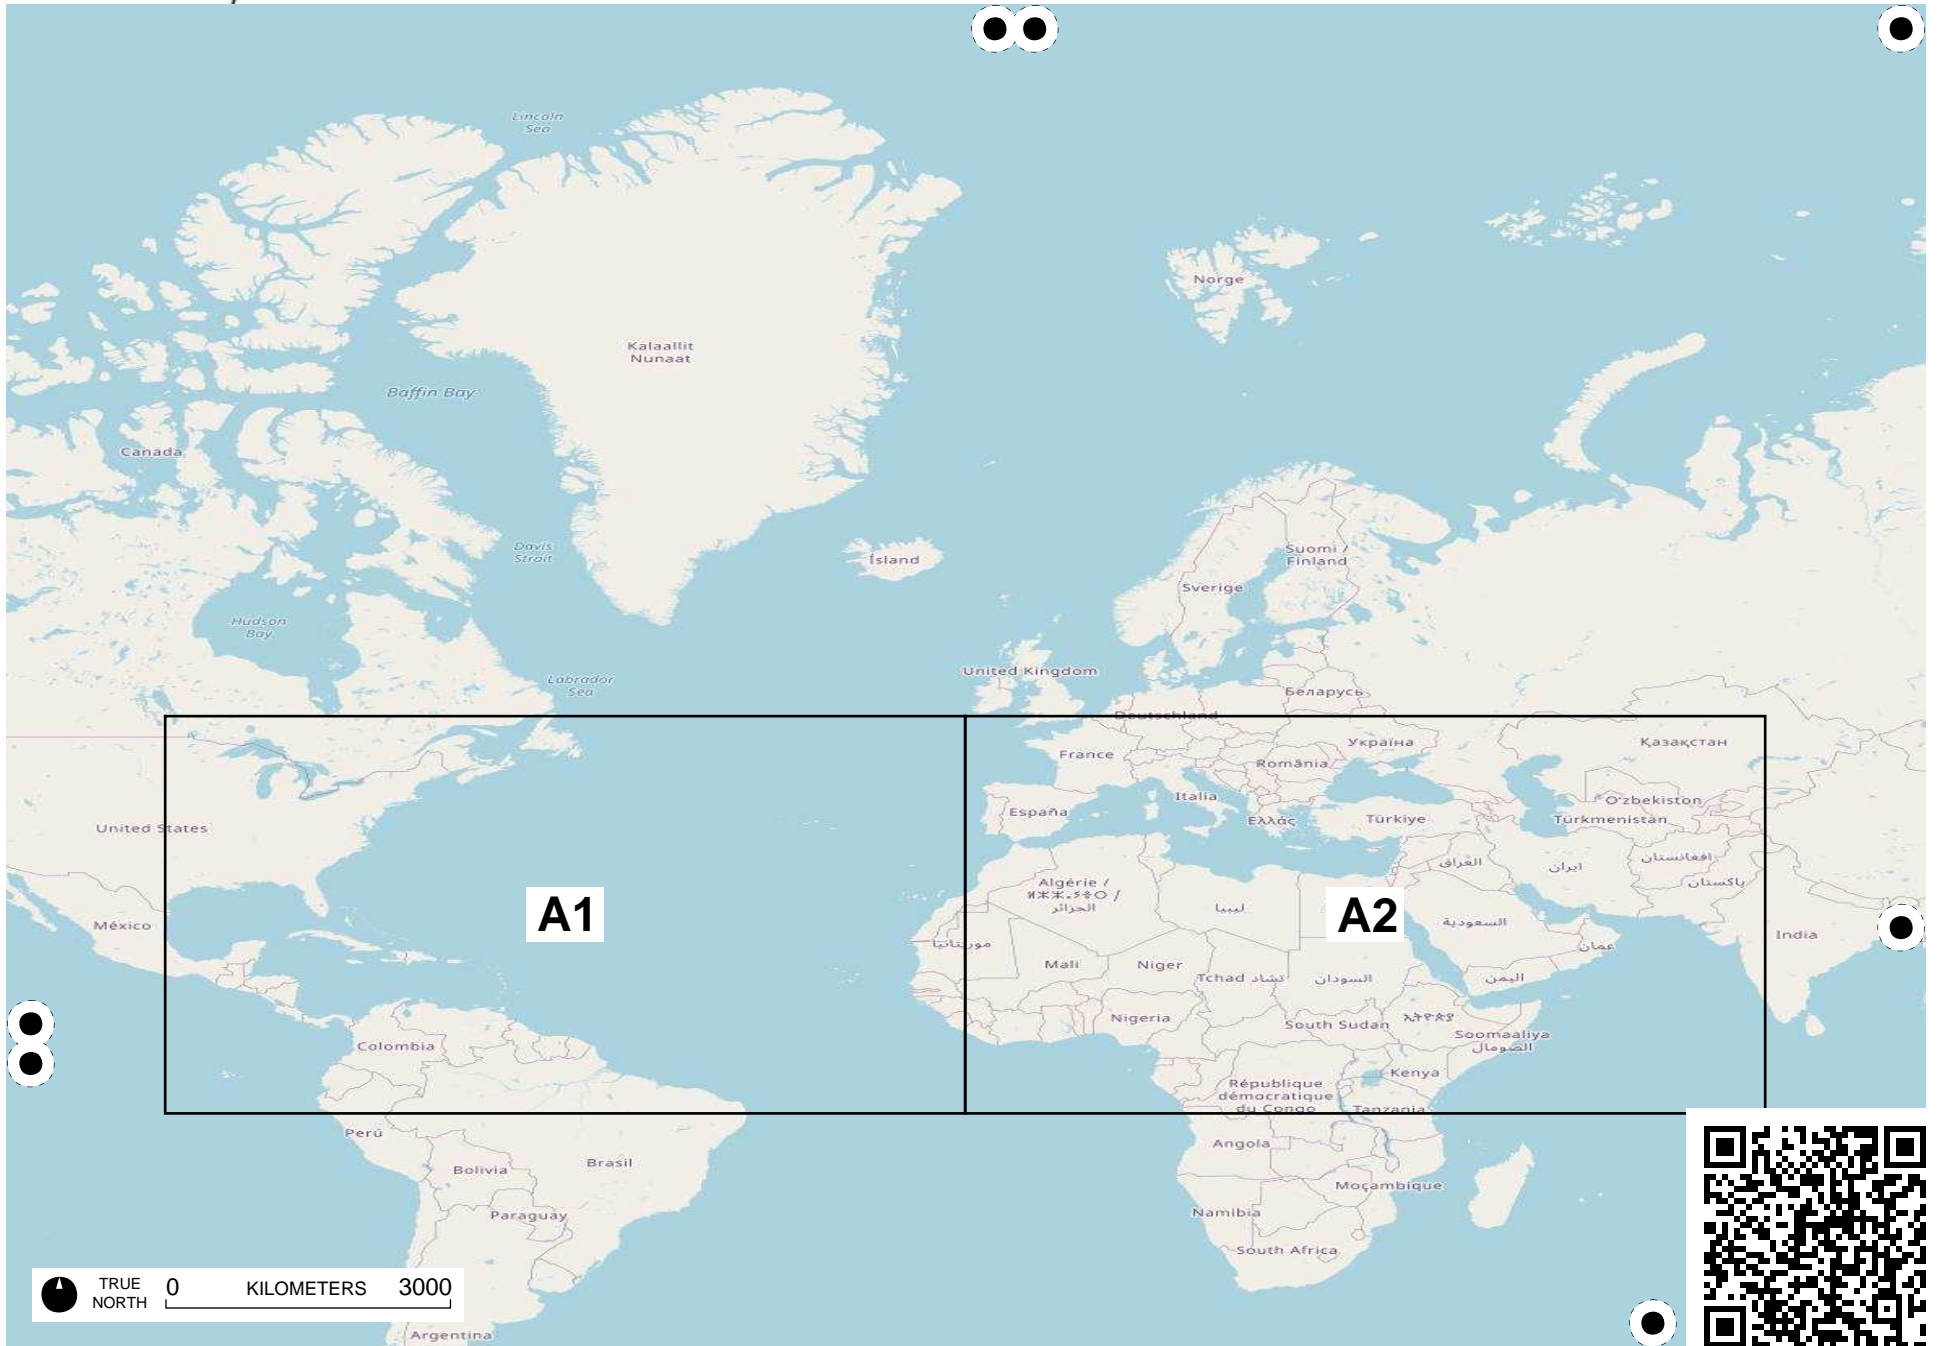 Lincoln
Sea
Norge
Kalaallit
Nunaat
Baffin Bay
Canada
Davis
Strait
Ísland
Suomi /
Finland
Sverige
Hudson
Bay
United Kingdom
Labrador
Sea
Беларусь
Deutschland
Україна
Қазақстан
France
România
Italia
España
Ελλάς
Türkiye
Oʻzbekiston
Türkmenistan
United States
العراق
ایران
افغانستان
پاکستان
Algérie /
ⵍⵣⵣⴰⵢⴻⵔ /
الجزائر
ليبيا
A1
A2
السعودية
México
موريتانيا
عمان
India
Mali
Niger
Tchad تشاد
السودان
اليمن
Nigeria
South Sudan
ኢትዮጵያ
Soomaaliya
الصومال
Colombia
Kenya
République
démocratique
du Congo
Tanzania
Perú
Angola
Bolivia
Brasil
Moçambique
Paraguay
Namibia
South Africa
TRUE
NORTH
0 KILOMETERS 3000
Argentina